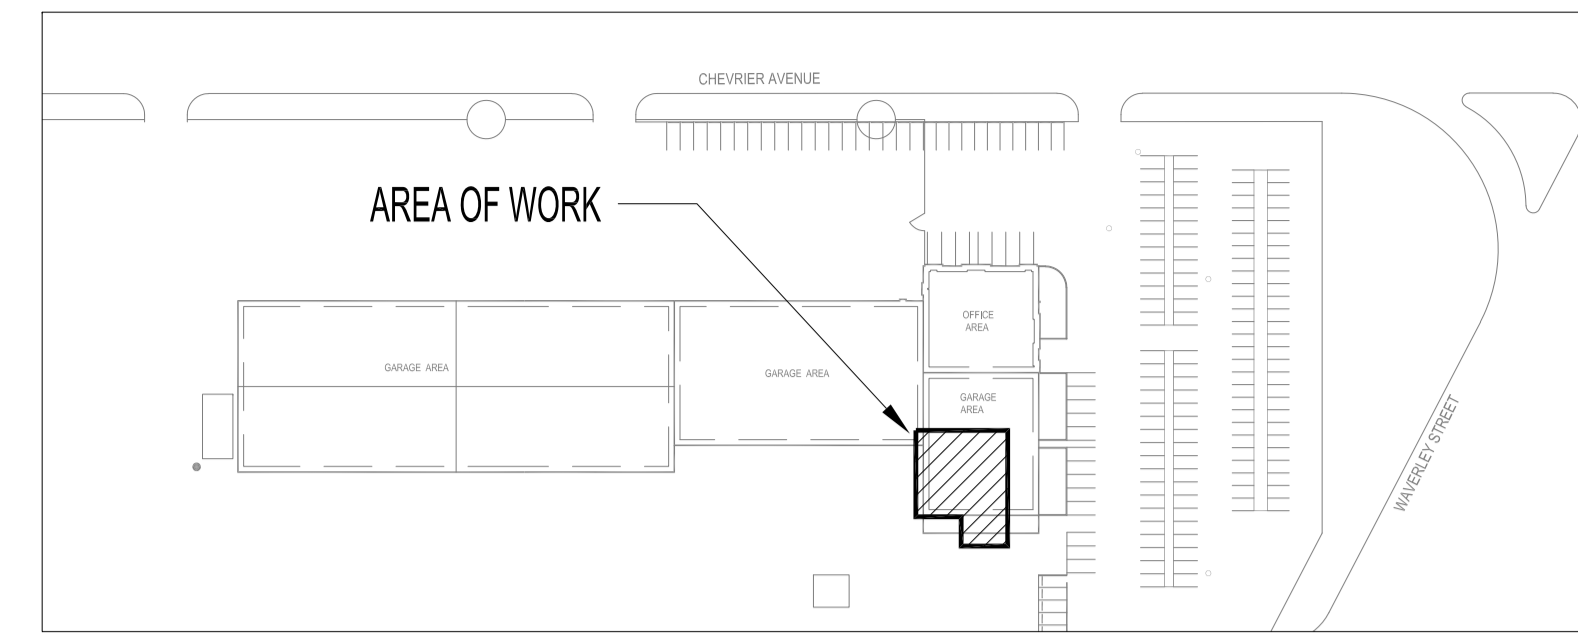 CHEVRIER AVENUE
AREA OF WORK
OFFICE
AREA
GARAGE AREA
GARAGE AREA
GARAGE
AREA
WAVERLEY STREET